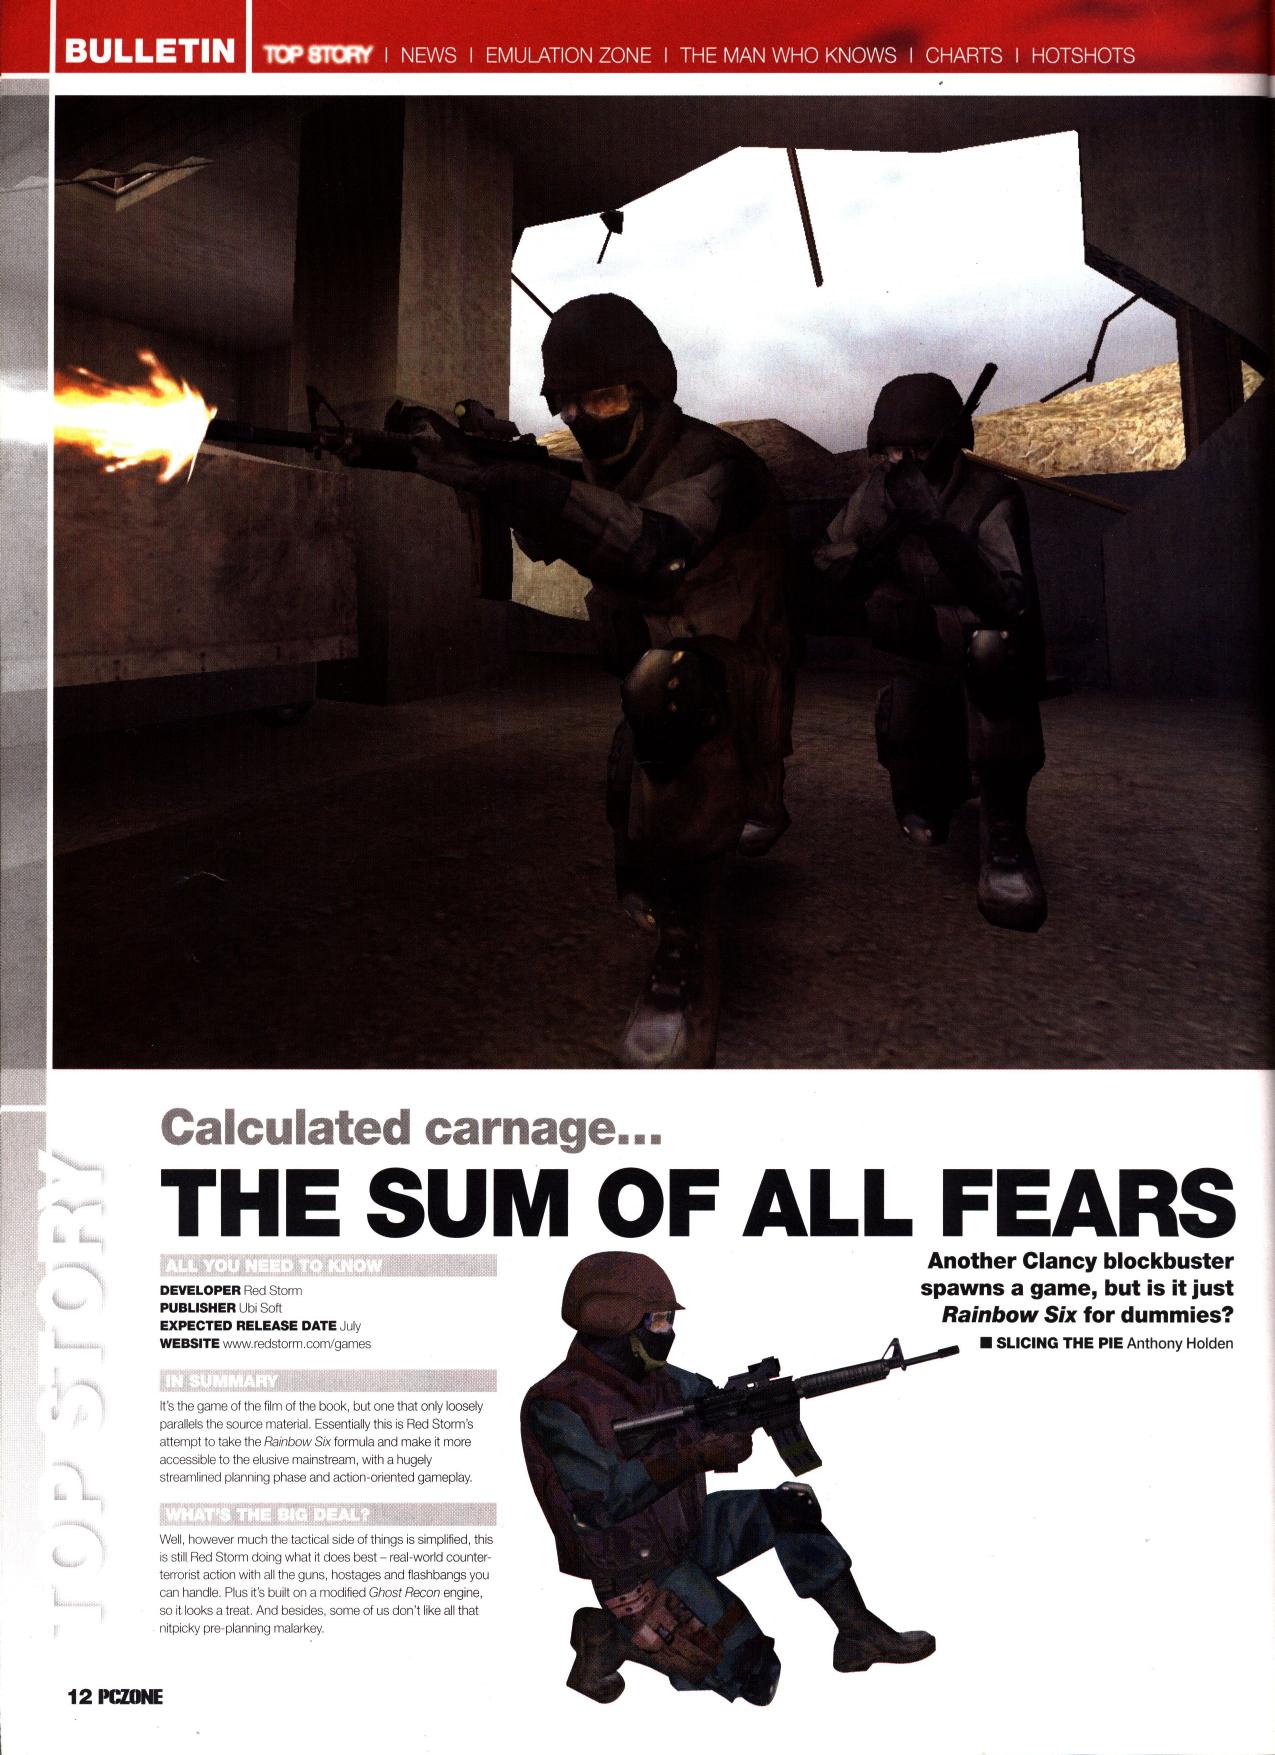 BULLETIN
TOP STORY | NEWS | EMULATION ZONE | THE MAN WHO KNOWS | CHARTS | HOTSHOTS
Calculated carnage...
THE SUM OF ALL FEARS
Another Clancy blockbuster
spawns a game, but is it just
Rainbow Six for dummies?
■ SLICING THE PIE Anthony Holden
ALL YOU NEED TO KNOW
DEVELOPER Red Storm
PUBLISHER Ubi Soft
EXPECTED RELEASE DATE July
WEBSITE www.redstorm.com/games
IN SUMMARY
It's the game of the film of the book, but one that only loosely
parallels the source material. Essentially this is Red Storm's
attempt to take the Rainbow Six formula and make it more
accessible to the elusive mainstream, with a hugely
streamlined planning phase and action-oriented gameplay.
WHAT'S THE BIG DEAL?
Well, however much the tactical side of things is simplified, this
is still Red Storm doing what it does best – real-world counter-
terrorist action with all the guns, hostages and flashbangs you
can handle. Plus it's built on a modified Ghost Recon engine,
so it looks a treat. And besides, some of us don't like all that
nitpicky pre-planning malarkey.
TOP STORY
12 PCZONE